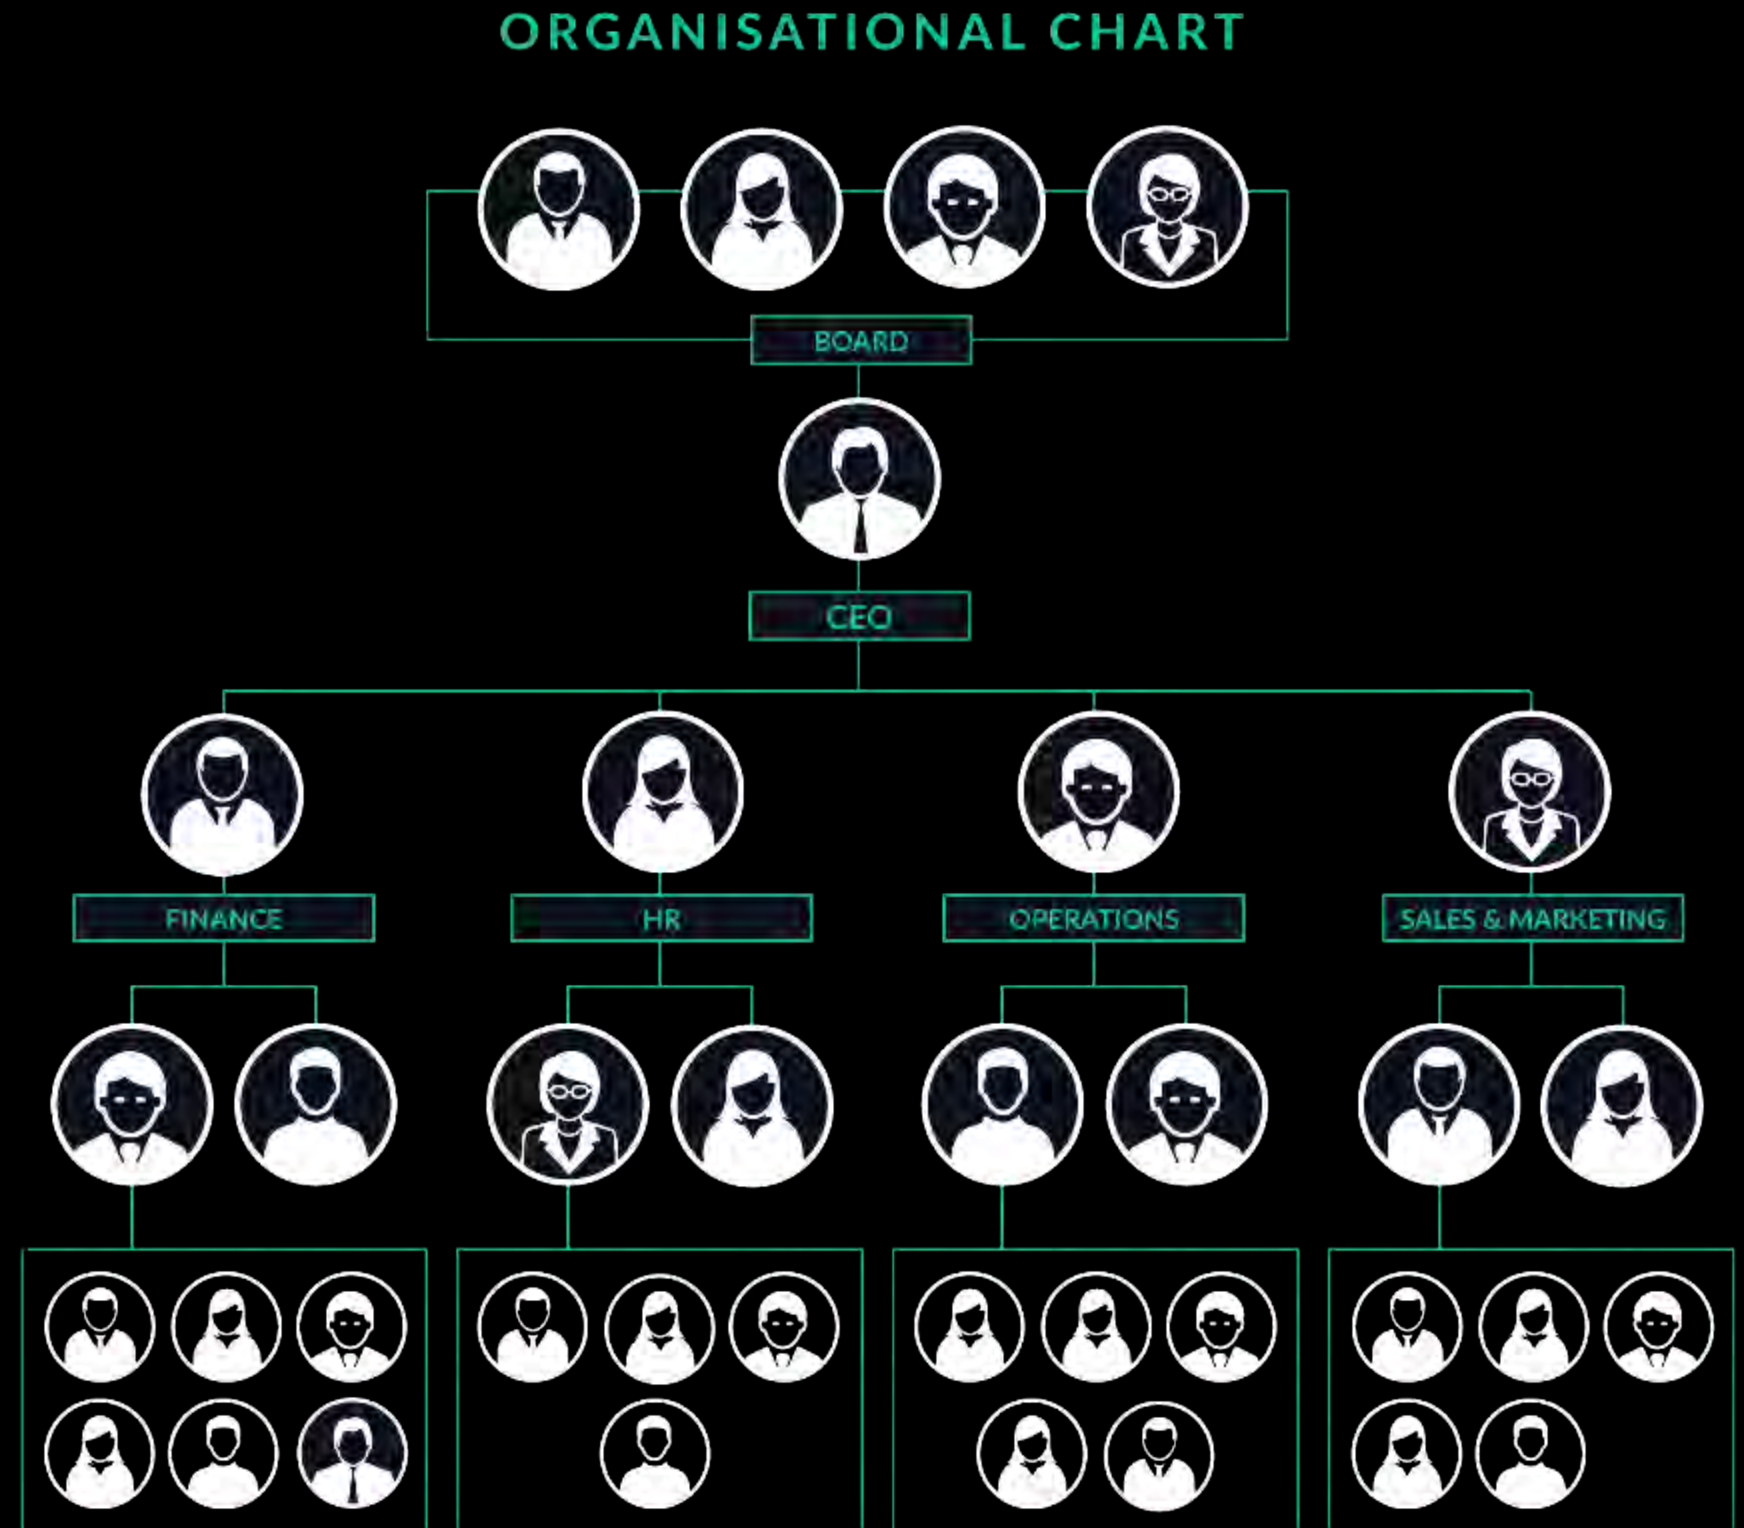 ORGANISATIONAL CHART
BOARD
CEO
FINANCE
HR
OPERATIONS
SALES & MARKETING